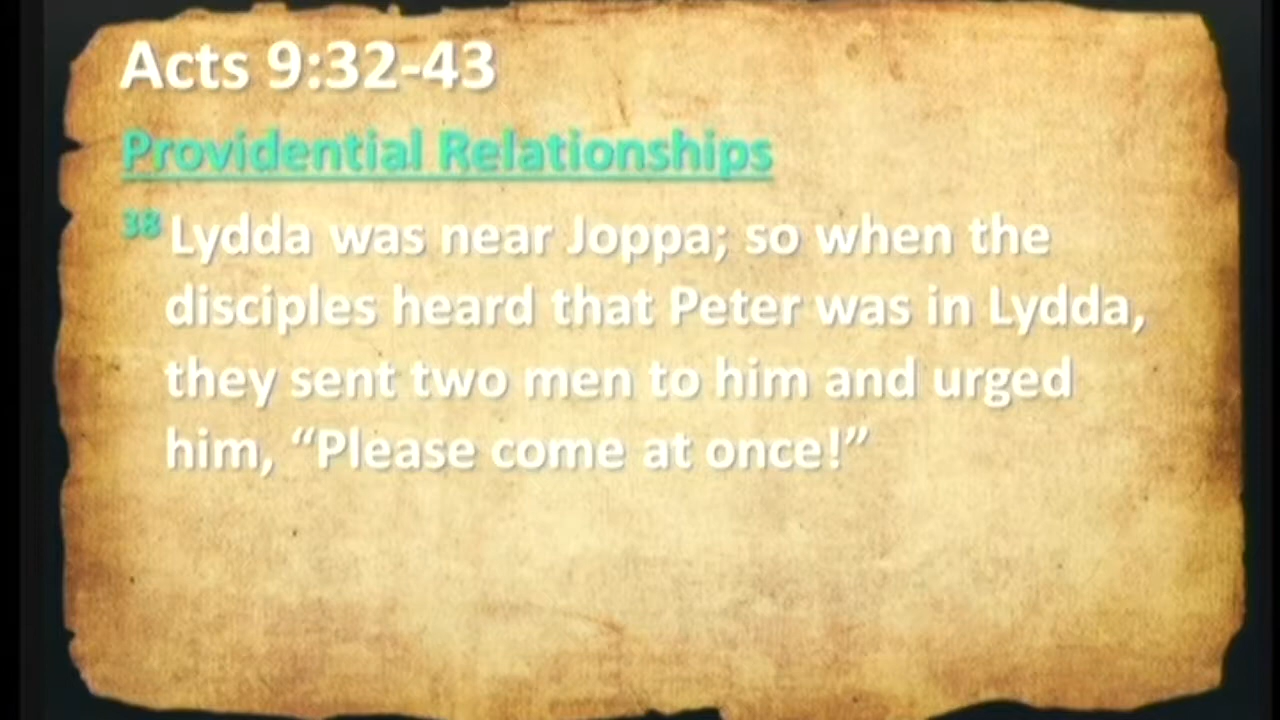 Acts 9:32-43
Providential Relationships
38 Lydda was near Joppa; so when the
disciples heard that Peter was in Lydda,
they sent two men to him and urged
him, “Please come at once!”